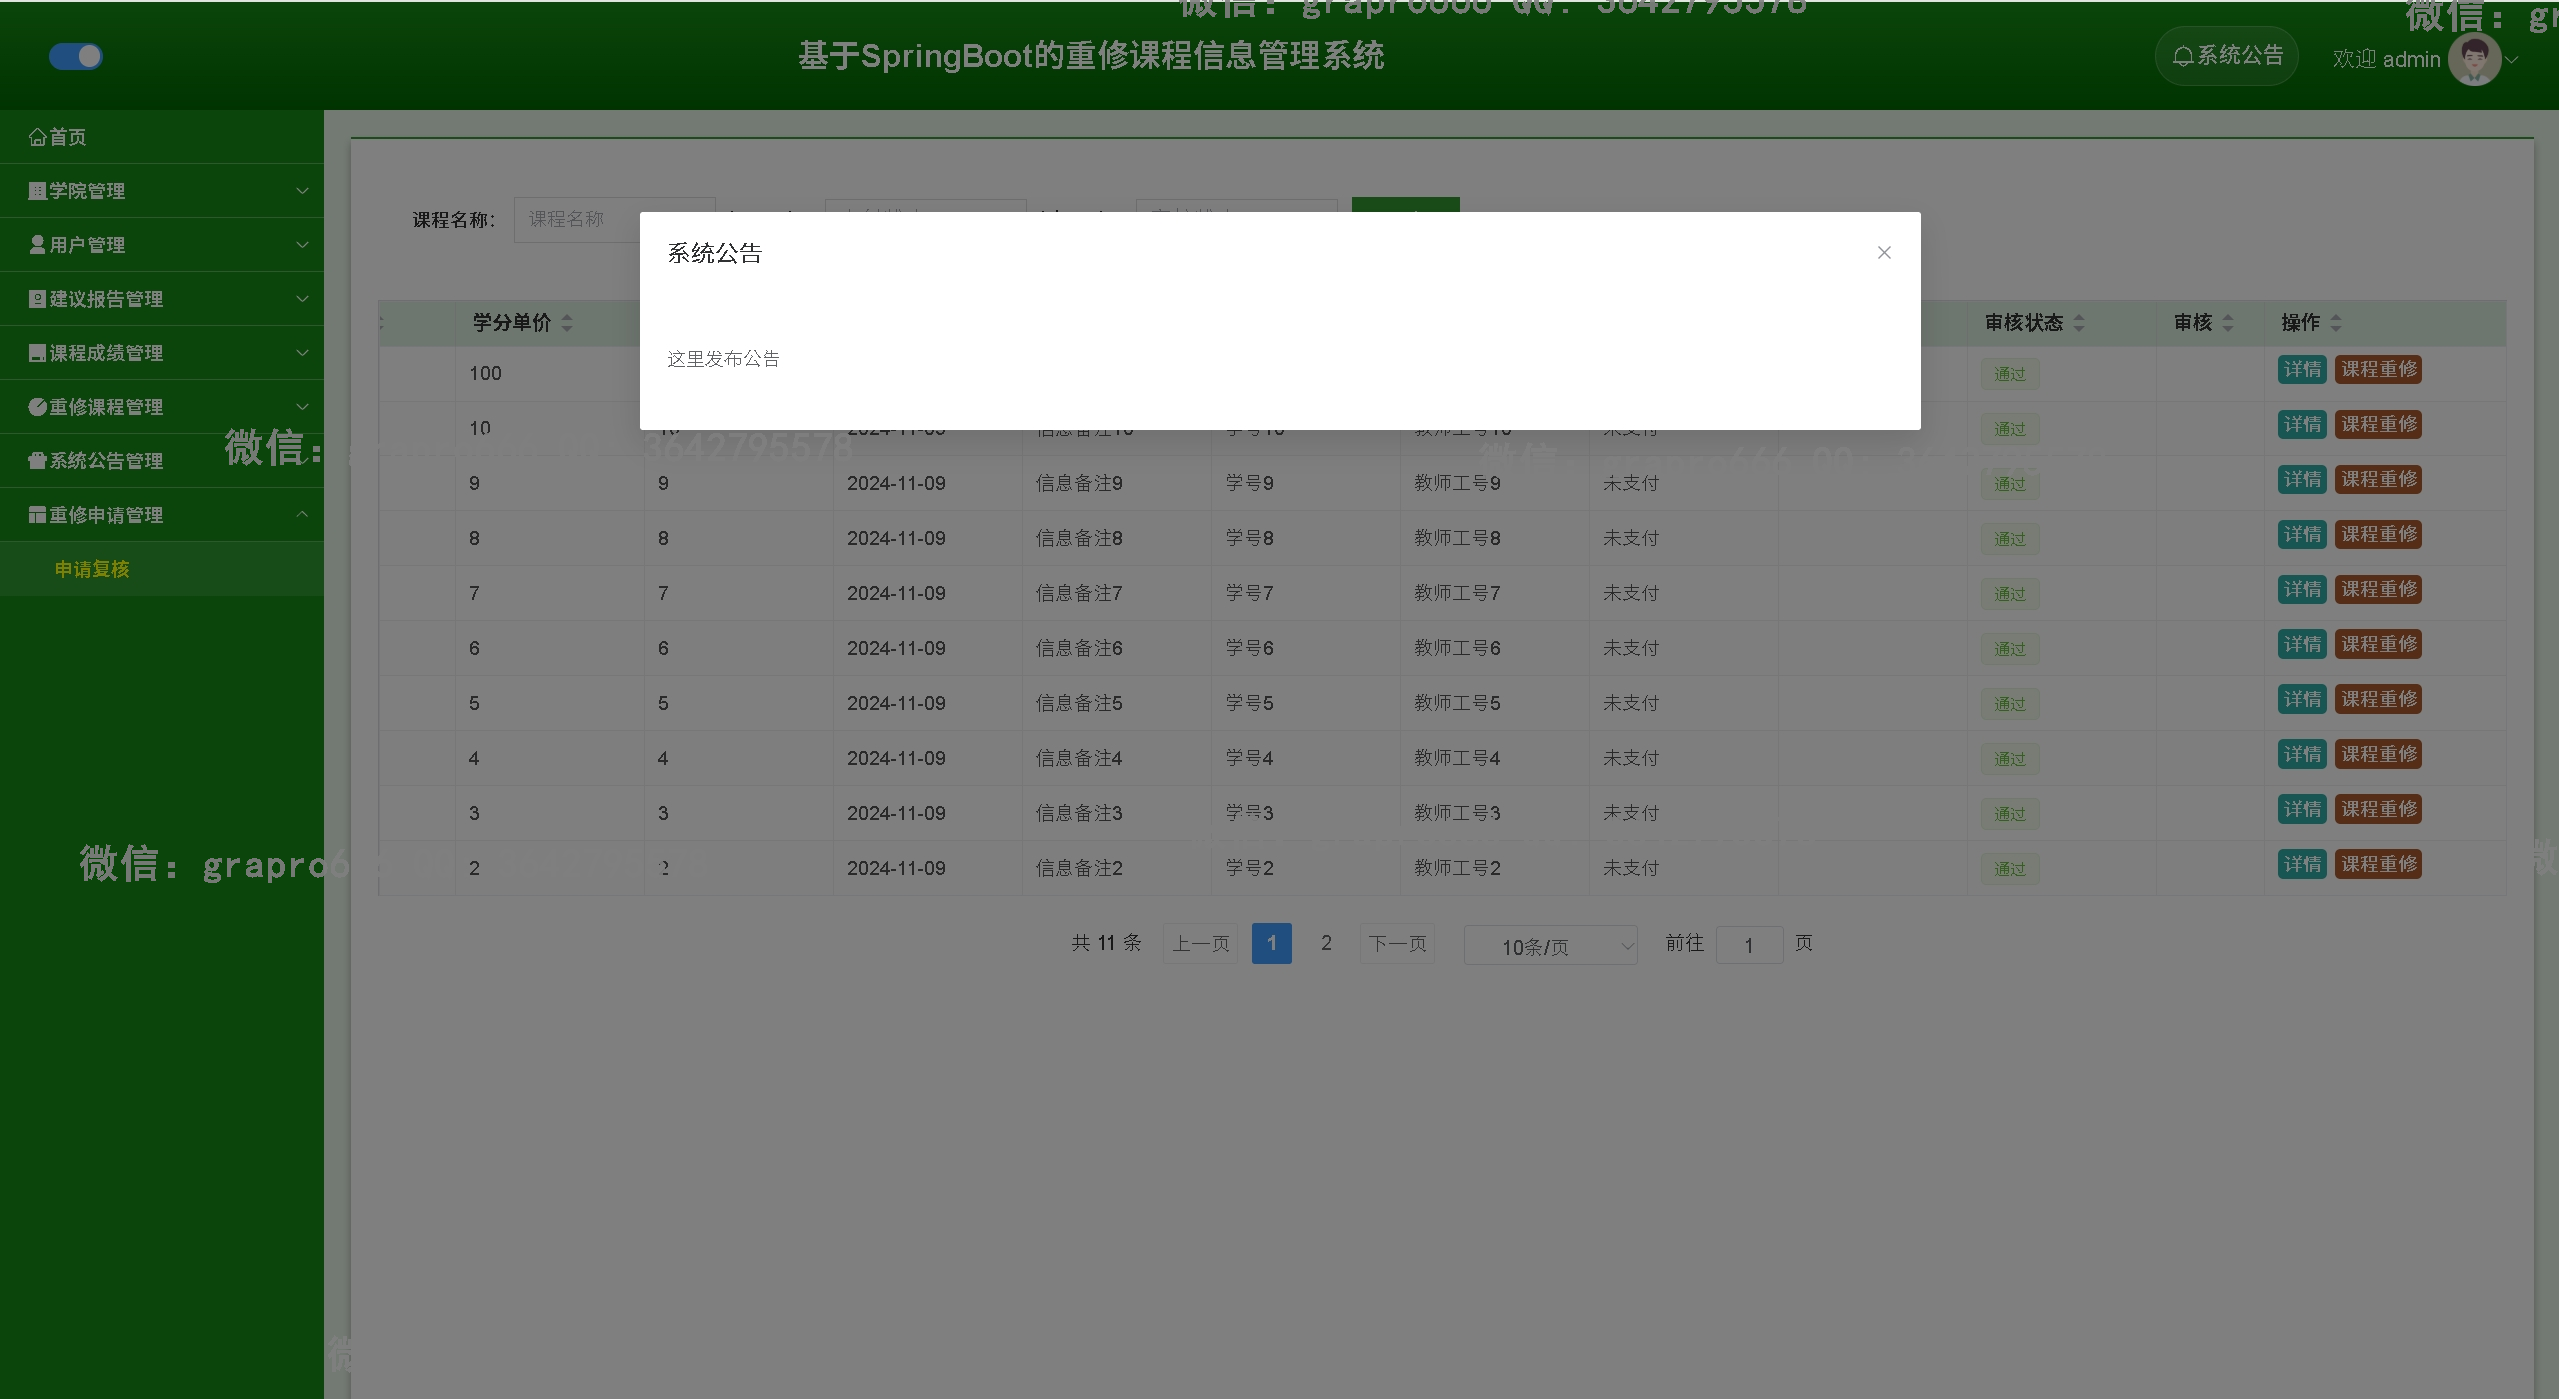 基于SpringBoot的重修课程信息管理系统
系统公告
欢迎 admin
首页
学院管理
用户管理
建议报告管理
课程成绩管理
重修课程管理
系统公告管理
重修申请管理
申请复核
课程名称： 课程名称
系统公告
这里发布公告
学分单价 审核状态 审核 操作
100 通过 详情 课程重修
10 2024-11-09 信息备注10 学号10 教师工号10 未支付 通过 详情 课程重修
9 9 2024-11-09 信息备注9 学号9 教师工号9 未支付 通过 详情 课程重修
8 8 2024-11-09 信息备注8 学号8 教师工号8 未支付 通过 详情 课程重修
7 7 2024-11-09 信息备注7 学号7 教师工号7 未支付 通过 详情 课程重修
6 6 2024-11-09 信息备注6 学号6 教师工号6 未支付 通过 详情 课程重修
5 5 2024-11-09 信息备注5 学号5 教师工号5 未支付 通过 详情 课程重修
4 4 2024-11-09 信息备注4 学号4 教师工号4 未支付 通过 详情 课程重修
3 3 2024-11-09 信息备注3 学号3 教师工号3 未支付 通过 详情 课程重修
2 2 2024-11-09 信息备注2 学号2 教师工号2 未支付 通过 详情 课程重修
共 11 条 上一页 1 2 下一页 10条/页 前往 1 页
微信： 3642795578
微信：grapro6